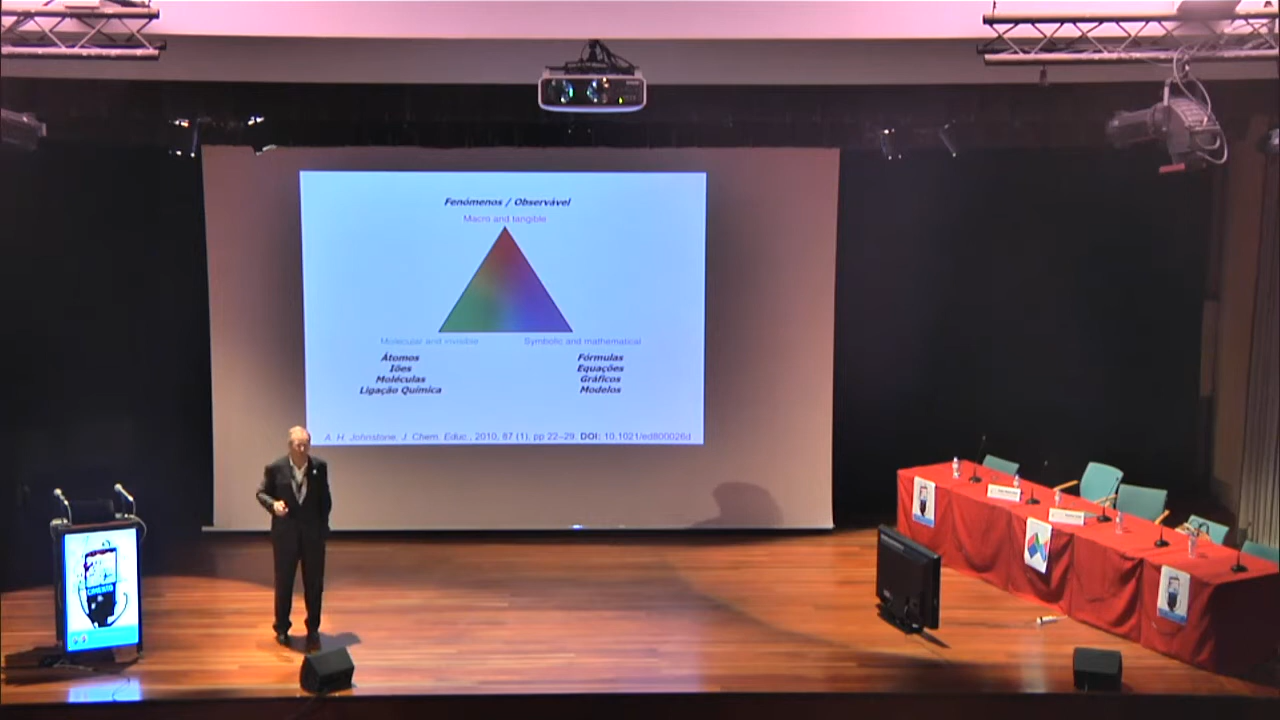 Fenómenos / Observável
Macro and tangible
Molecular and invisible
Symbolic and mathematical
Átomos
Iões
Moléculas
Ligação Química
Fórmulas
Equações
Gráficos
Modelos
A. H. Johnstone, J. Chem. Educ., 2010, 87 (1), pp 22–29. DOI: 10.1021/ed800026d